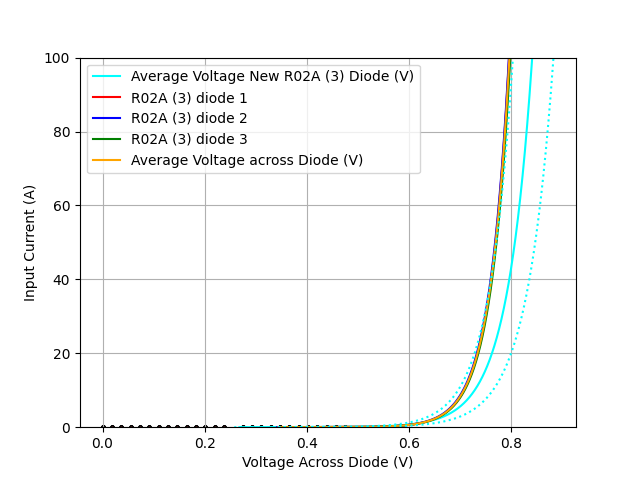 100
80
60
40
20
0
Input Current (A)
Average Voltage New R02A (3) Diode (V)
R02A (3) diode 1
R02A (3) diode 2
R02A (3) diode 3
Average Voltage across Diode (V)
0.0 0.2 0.4 0.6 0.8
Voltage Across Diode (V)